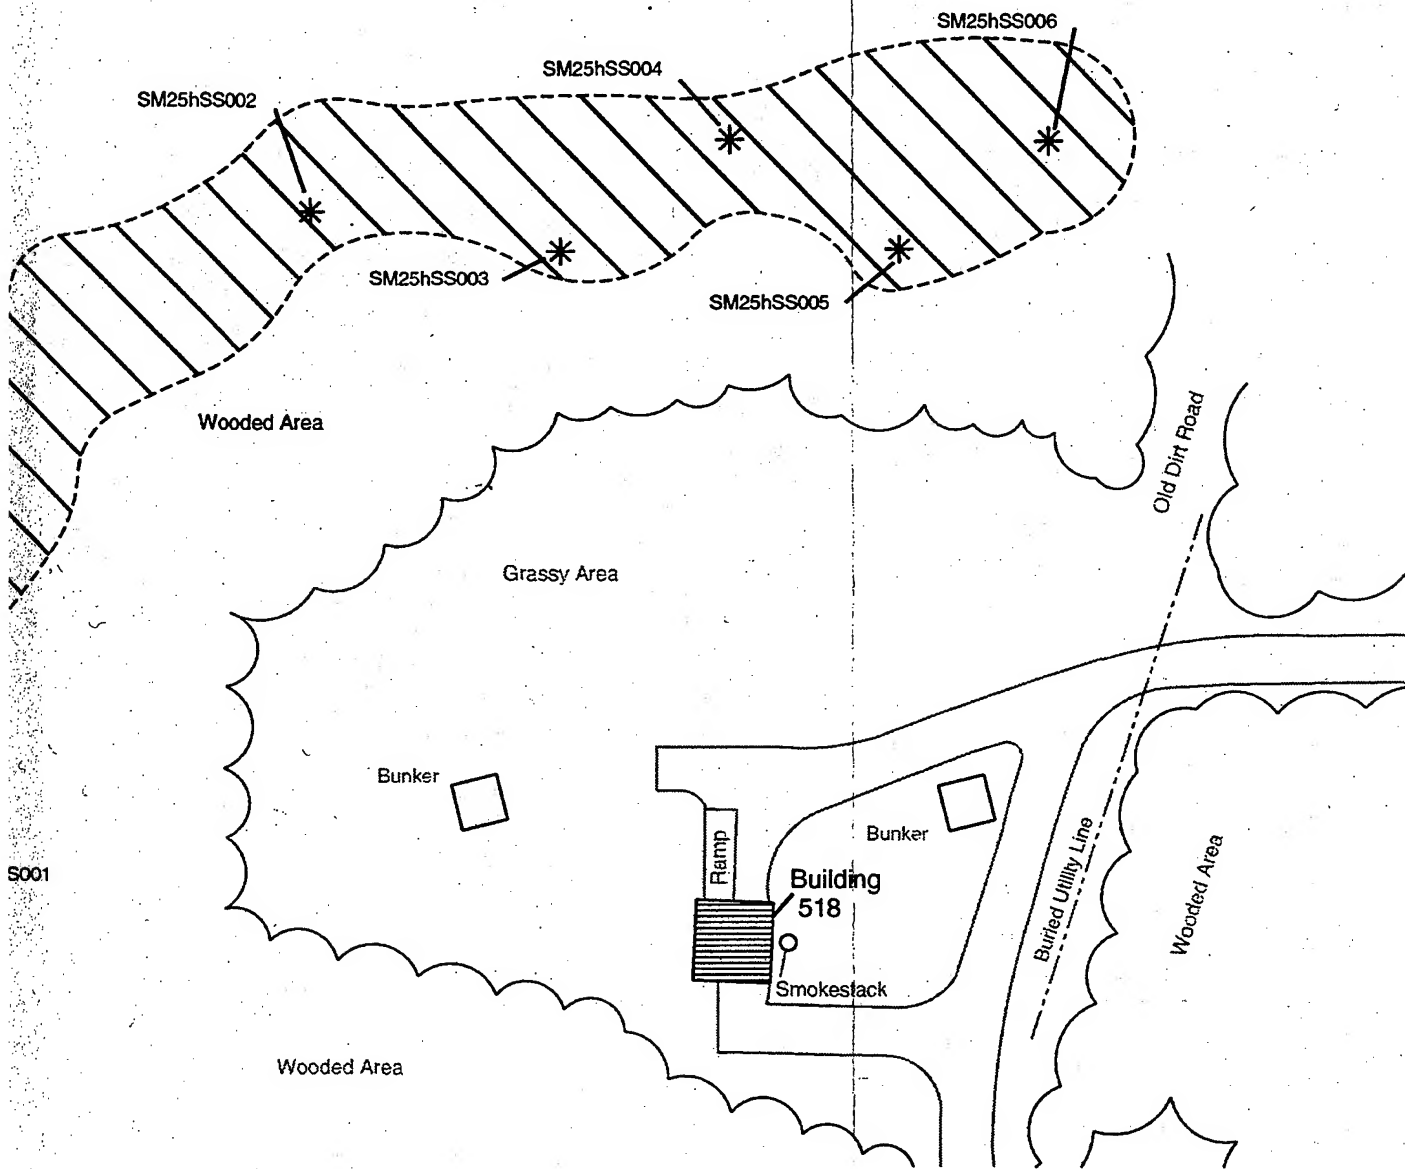 SM25hSS006
SM25hSS004
SM25hSS002
SM25hSS003
SM25hSS005
Wooded Area
Old Dirt Road
Grassy Area
Bunker
Bunker
Ramp
Building
518
Buried Utility Line
Wooded Area
S001
Smokestack
Wooded Area